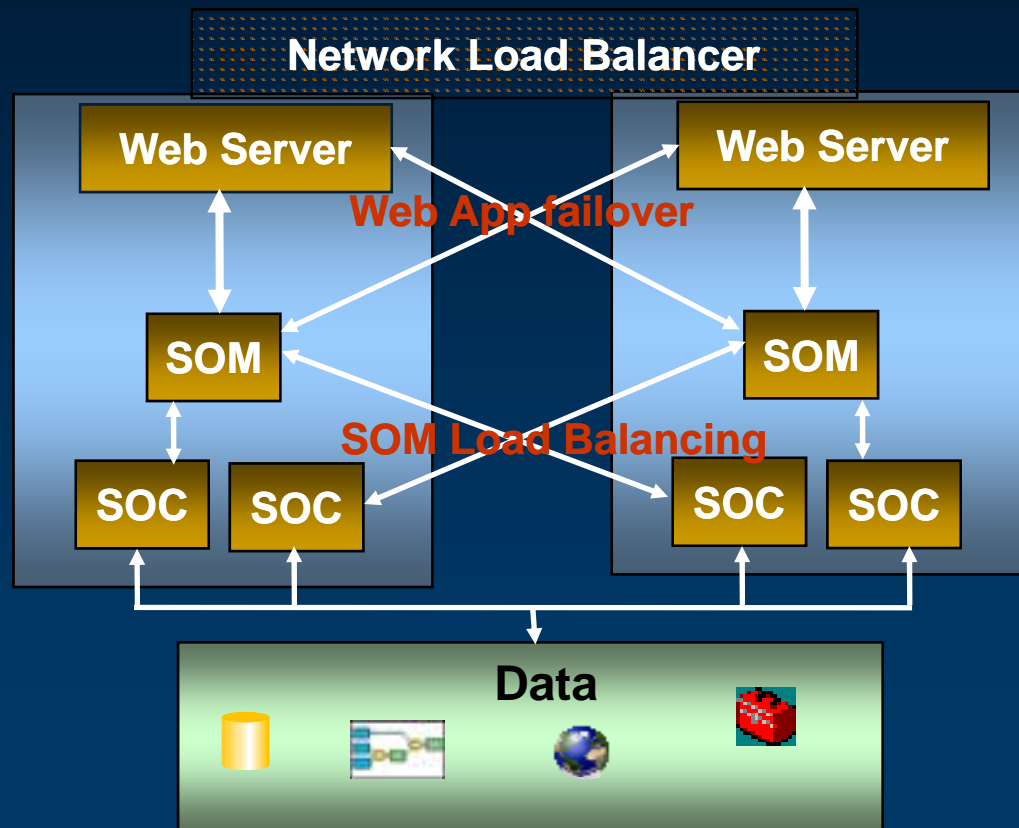 Network Load Balancer
Web Server
Web Server
Web App failover
SOM
SOM
SOM Load Balancing
SOC
SOC
SOC
SOC
Data